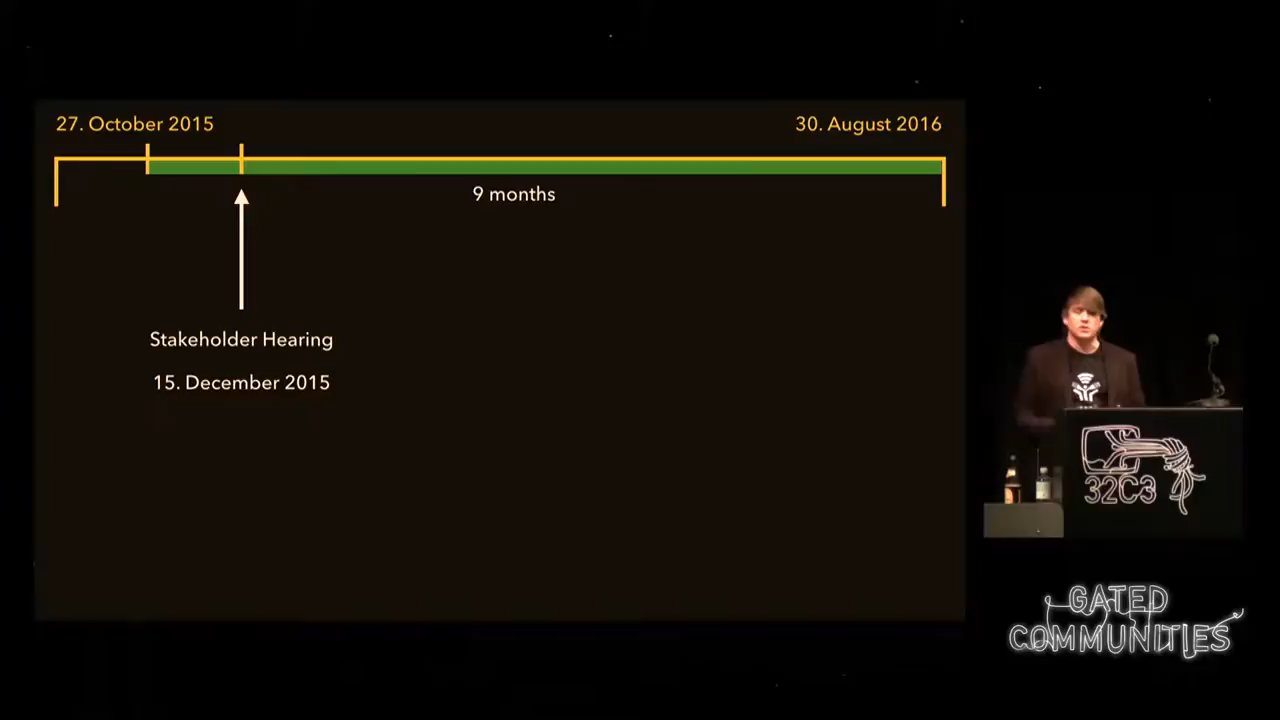 27. October 2015
30. August 2016
9 months
Stakeholder Hearing
15. December 2015
32C3
GATED
COMMUNITIES